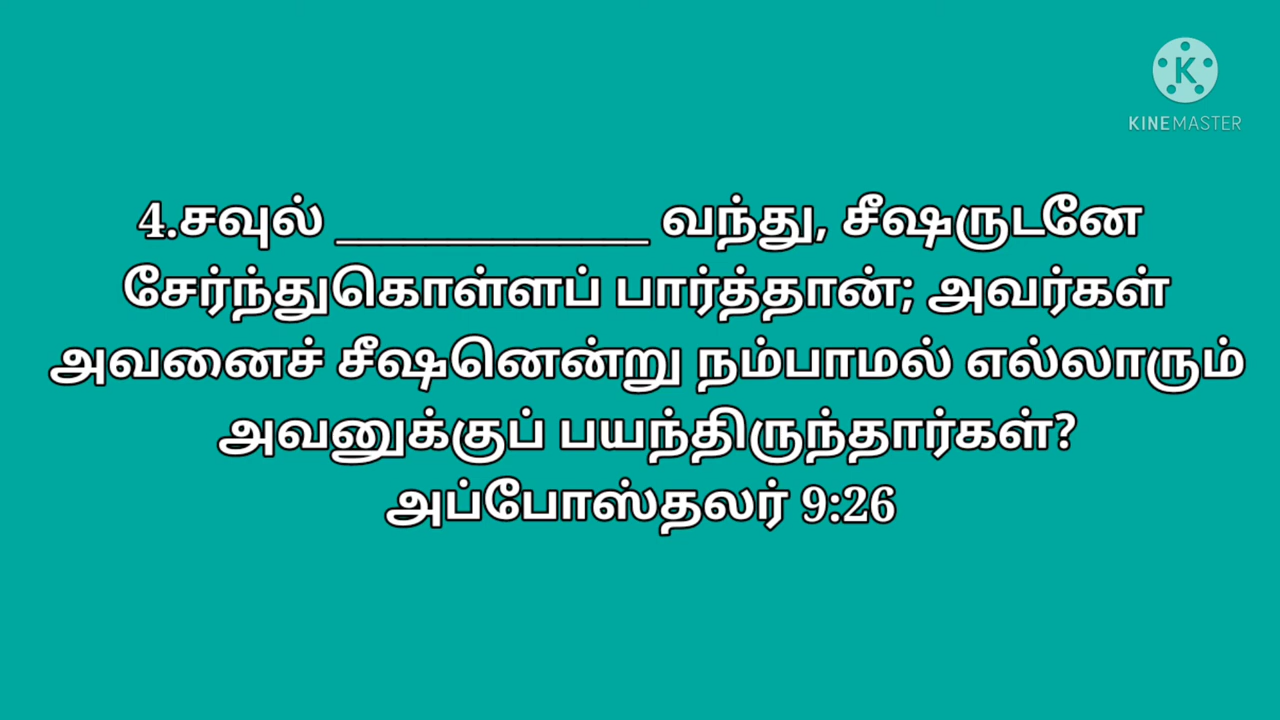 K
KINEMASTER
4.சவுல் ______________ வந்து, சீஷருடனே
சேர்ந்துகொள்ளப் பார்த்தான்; அவர்கள்
அவனைச் சீஷனென்று நம்பாமல் எல்லாரும்
அவனுக்குப் பயந்திருந்தார்கள்?
அப்போஸ்தலர் 9:26